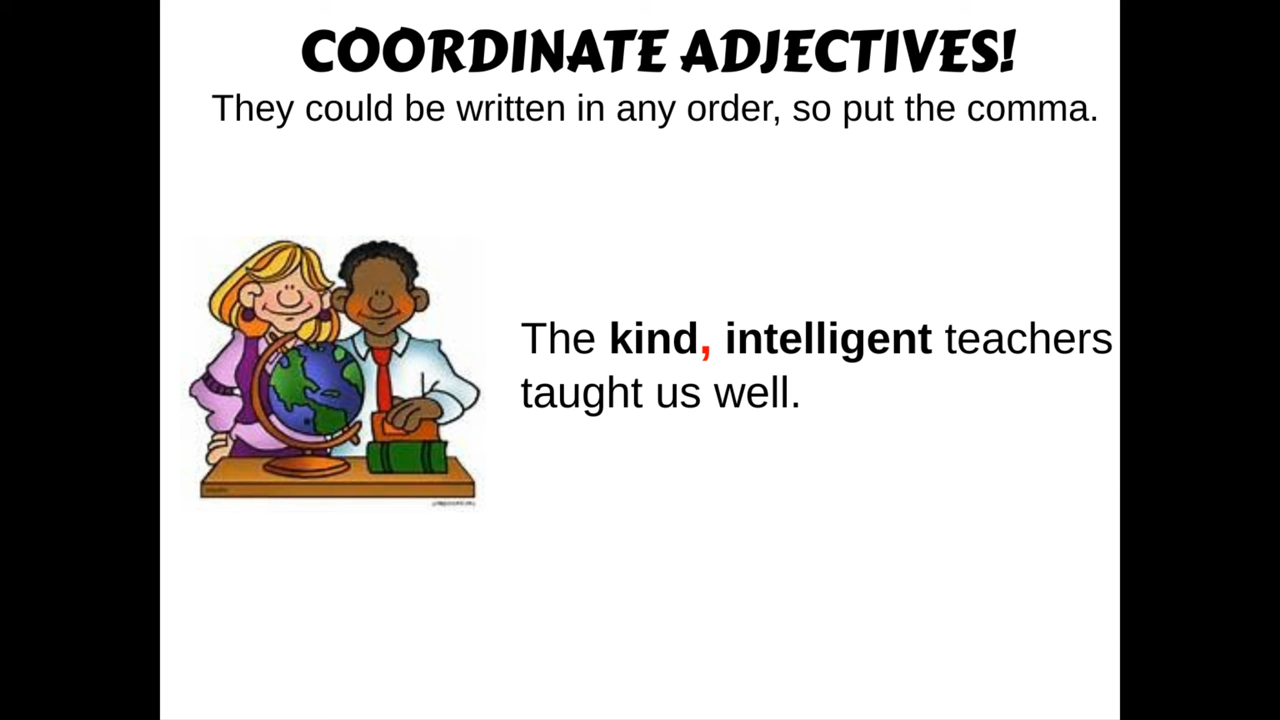 COORDINATE ADJECTIVES!
They could be written in any order, so put the comma.
The kind, intelligent teachers
taught us well.